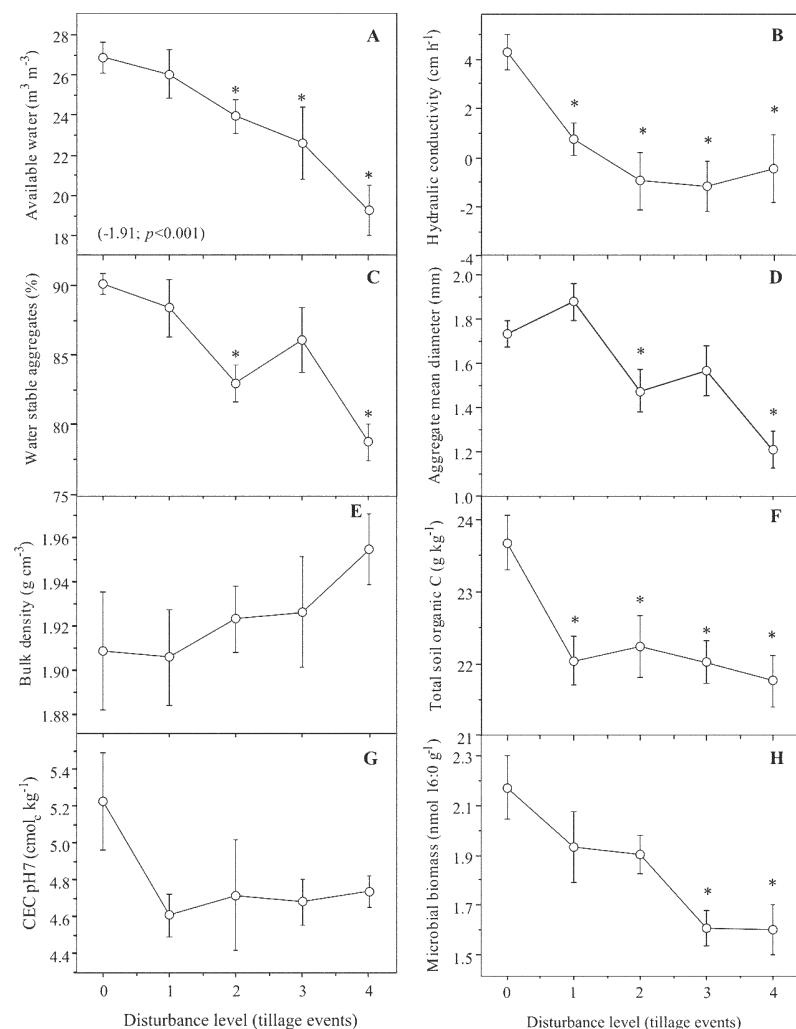 A
Available water (m³ m⁻³)
28
26
24
22
20
18
*
*
*
(-1.91; p<0.001)
B
Hydraulic conductivity (cm h⁻¹)
4
2
0
-2
-4
*
*
*
*
C
Water stable aggregates (%)
90
85
80
75
*
*
D
Aggregate mean diameter (mm)
2.0
1.8
1.6
1.4
1.2
1.0
*
*
E
Bulk density (g cm⁻³)
1.96
1.94
1.92
1.90
1.88
F
Total soil organic C (g kg⁻¹)
24
23
22
21
*
*
*
*
G
CEC pH7 (cmol_c kg⁻¹)
5.4
5.2
5.0
4.8
4.6
4.4
0 1 2 3 4
Disturbance level (tillage events)
H
Microbial biomass (nmol 16:0 g⁻¹)
2.3
2.1
1.9
1.7
1.5
*
*
0 1 2 3 4
Disturbance level (tillage events)